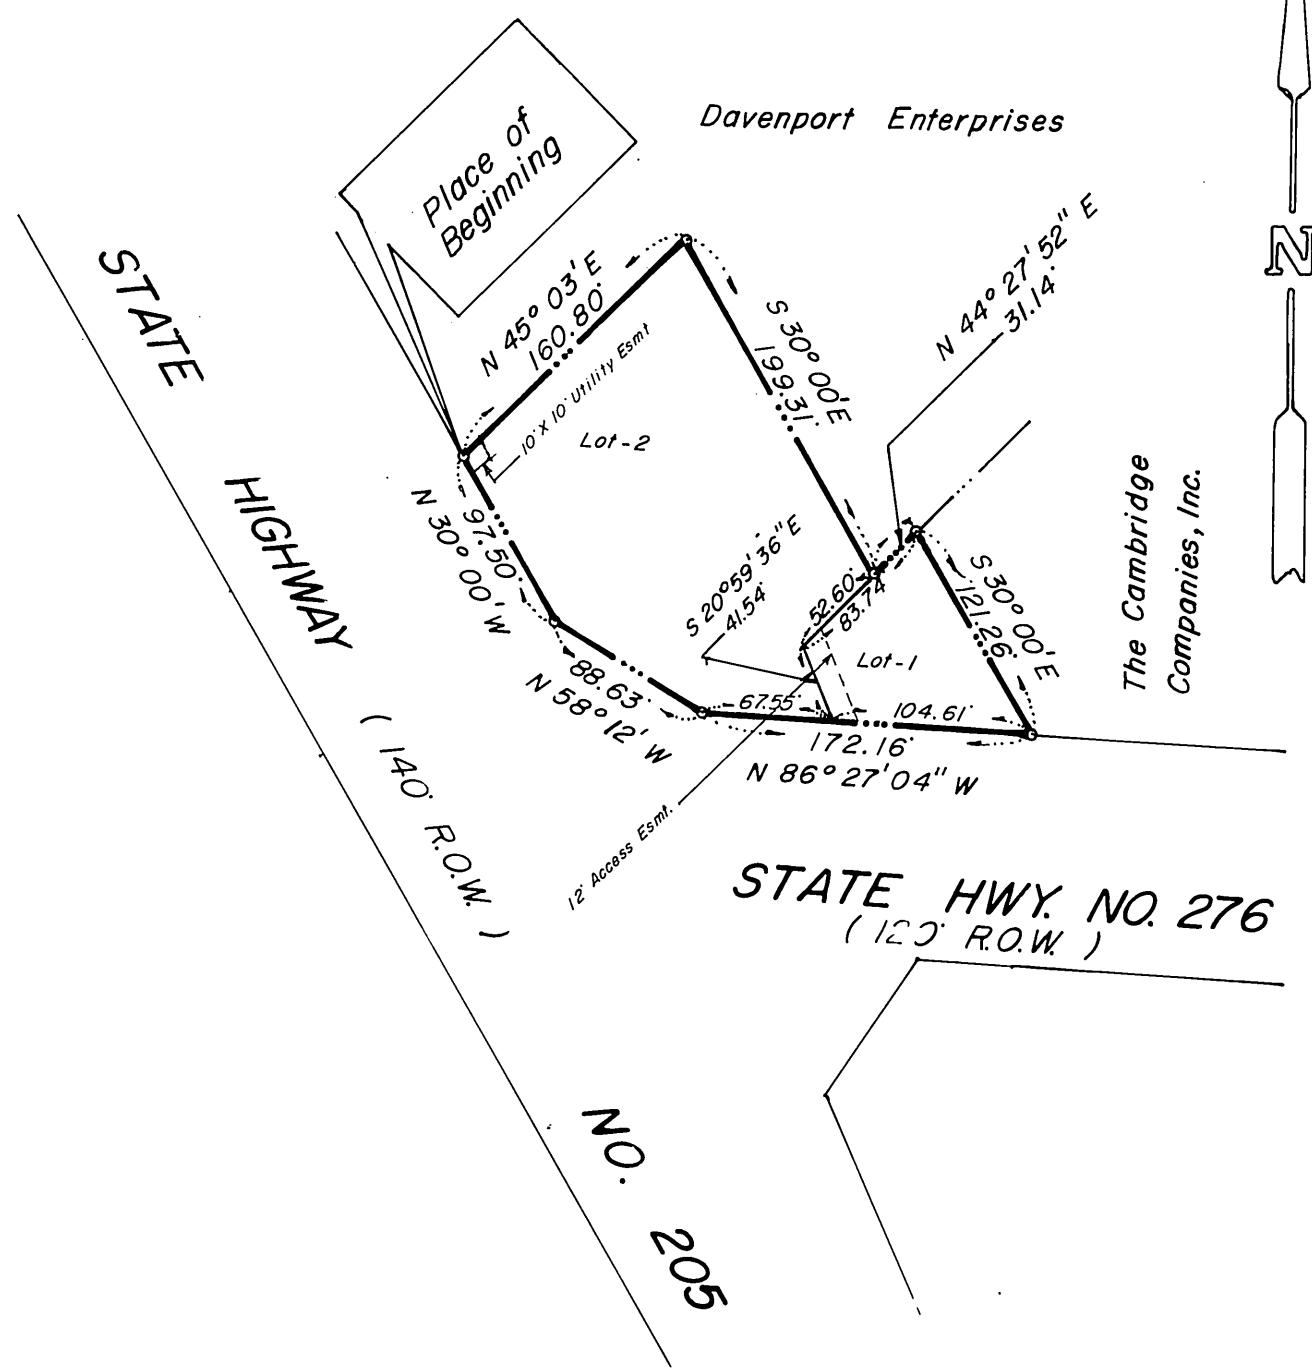 Davenport Enterprises
Place of
Beginning
N
STATE
HIGHWAY
( 140' R.O.W. )
NO. 205
N 45° 03' E
160.80'
10' X 10' Utility Esmt
Lot-2
S 30° 00' E
199.31'
N 44° 27' 52" E
31.14'
N 30° 00' W
97.50'
S 20° 59' 36" E
41.54'
52.60'
83.74'
Lot-1
S 30° 00' E
121.26'
The Cambridge
Companies, Inc.
88.63'
N 58° 12' W
67.55'
104.61'
172.16'
N 86° 27' 04" W
12' Access Esmt.
STATE HWY. NO. 276
( 120' R.O.W. )